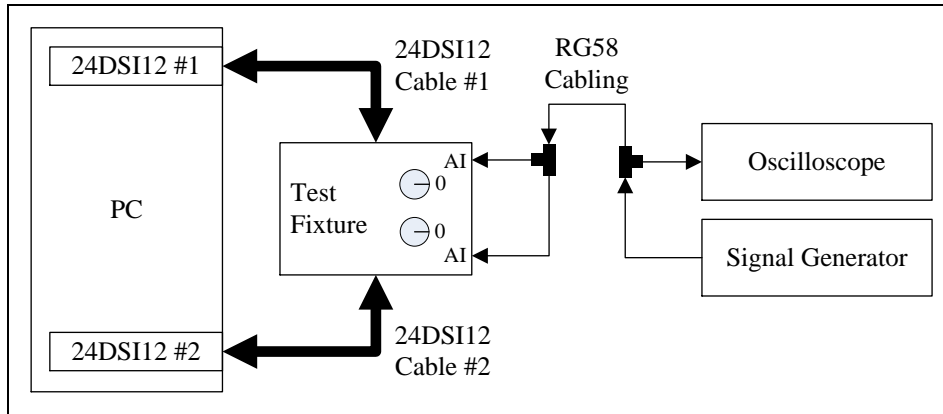 24DSI12 #1
PC
24DSI12 #2
24DSI12
Cable #1
Test
Fixture
AI
0
0
AI
24DSI12
Cable #2
RG58
Cabling
Oscilloscope
Signal Generator